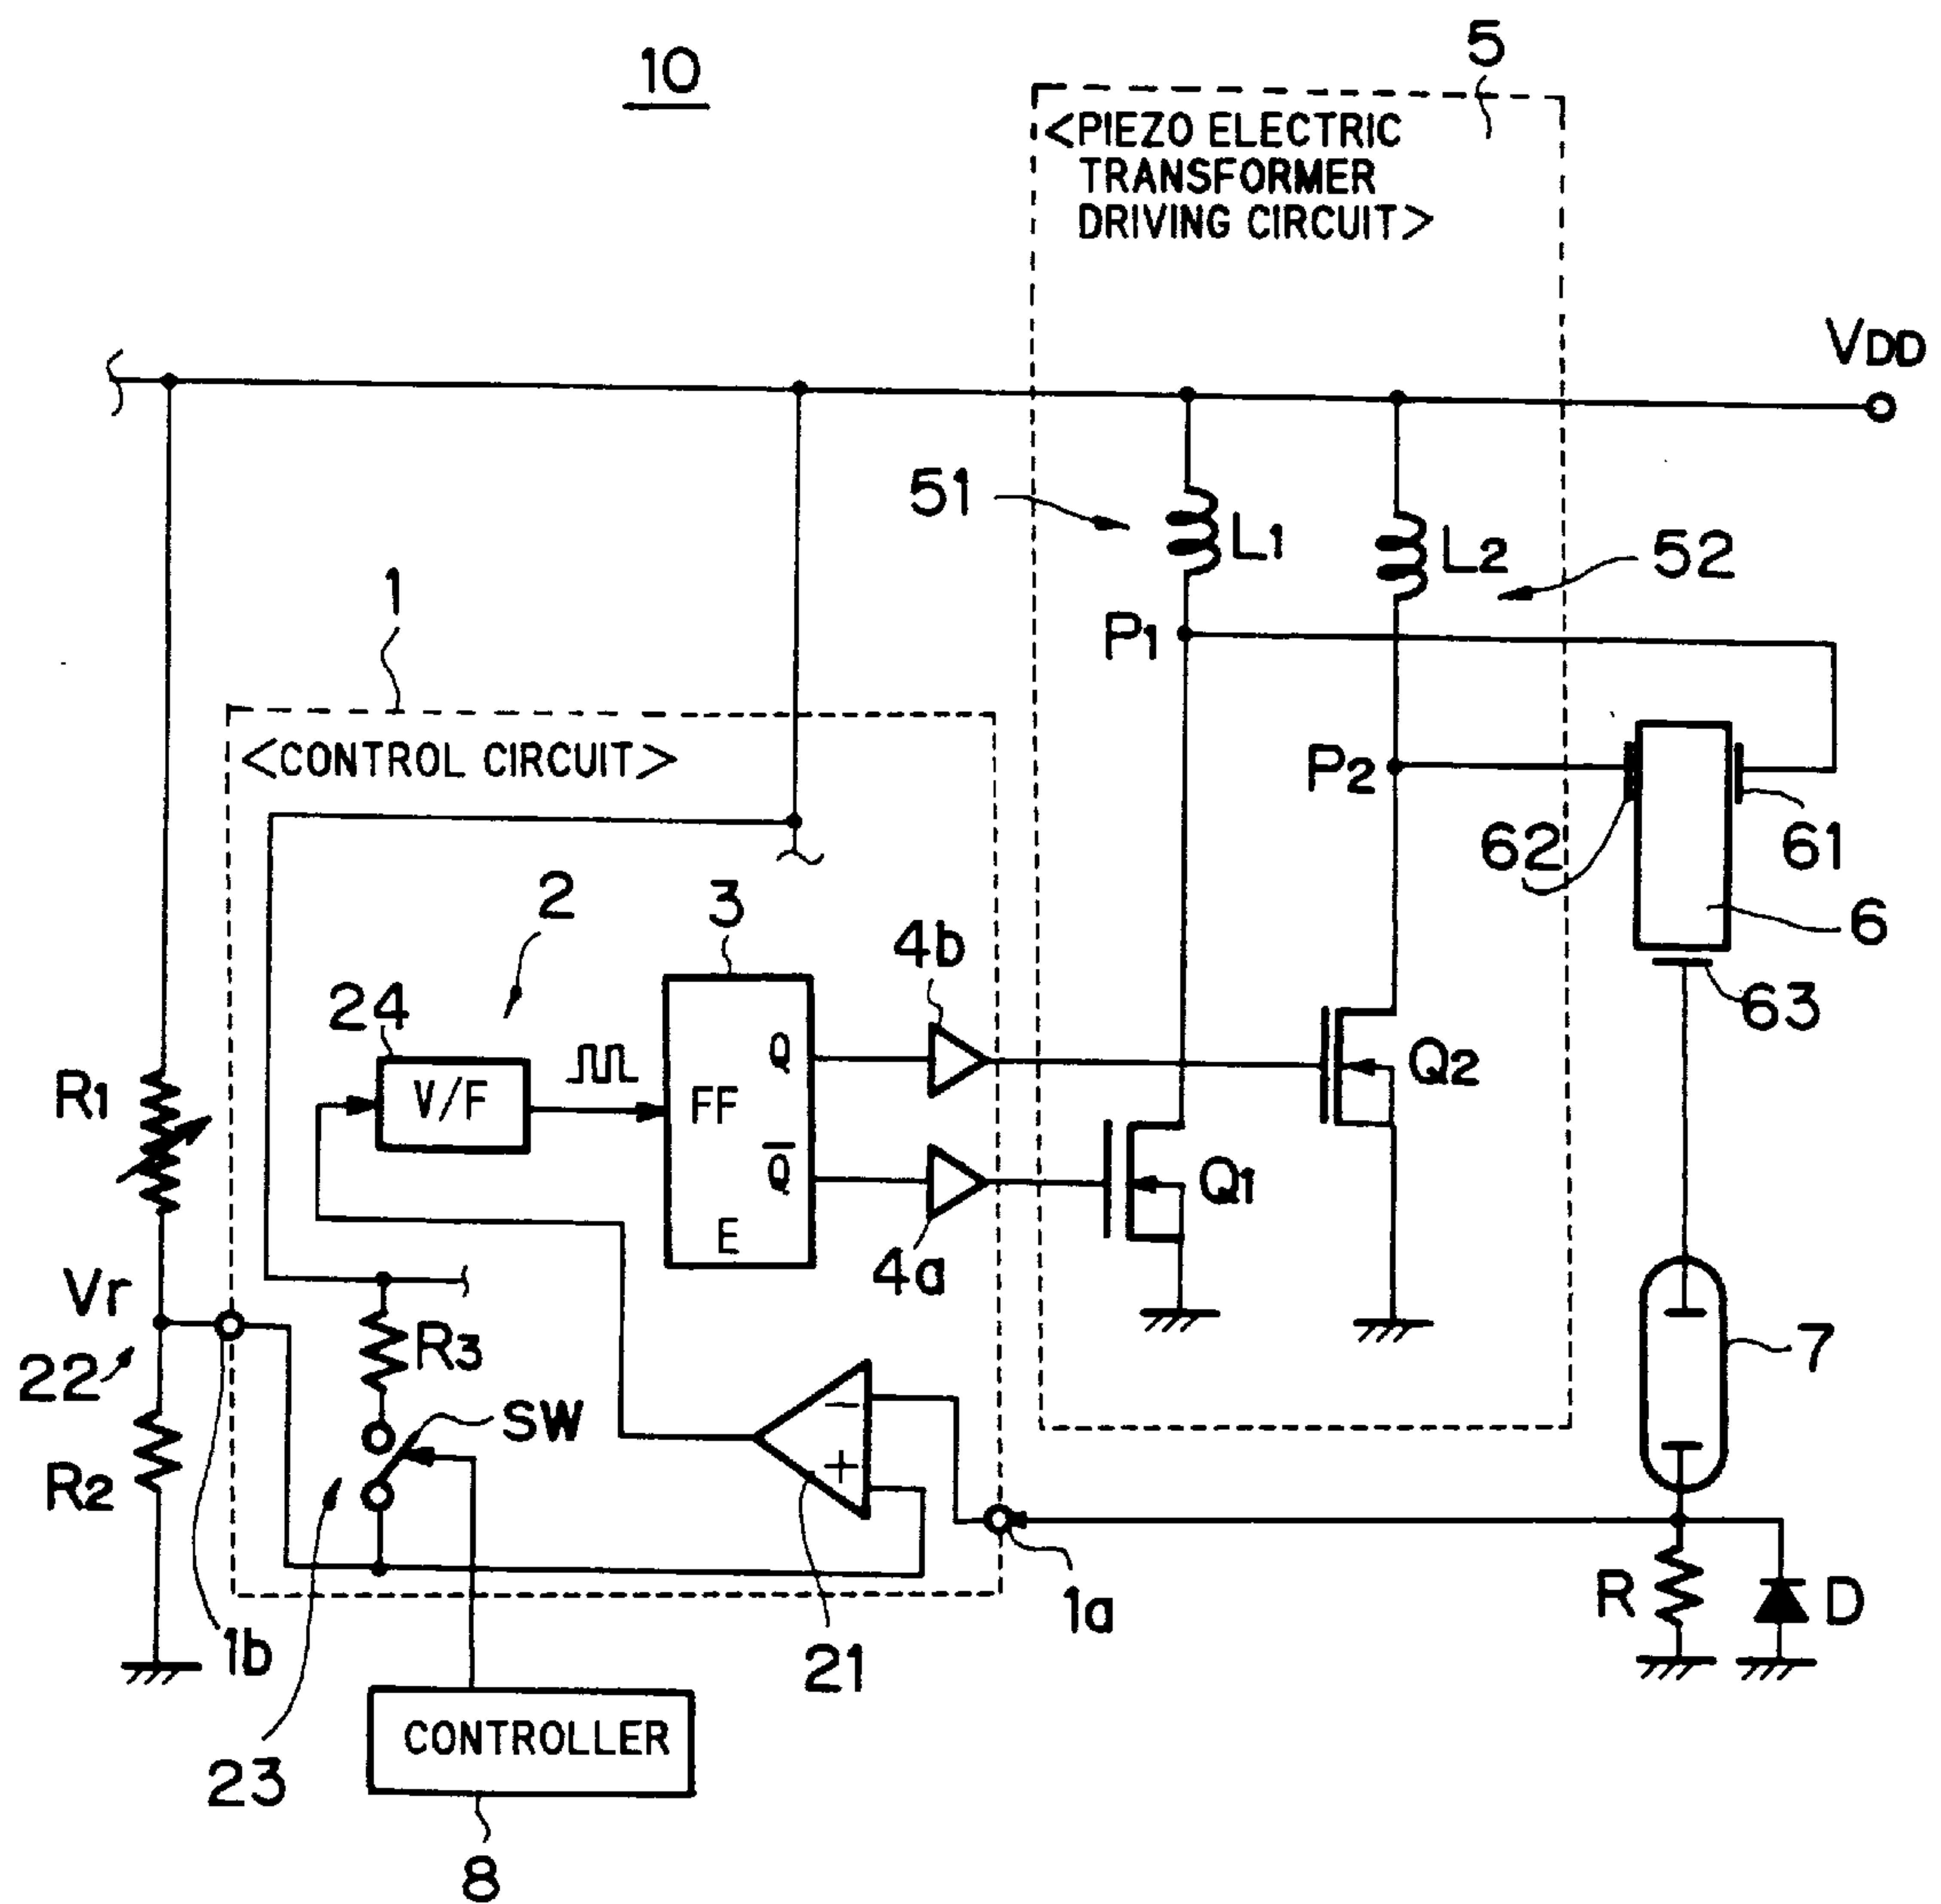 10
5
<PIEZO ELECTRIC
TRANSFORMER
DRIVING CIRCUIT>
VDD
51
L1
L2
52
1
P1
<CONTROL CIRCUIT>
P2
62
61
2
3
4b
6
24
63
Q
R1
V/F
FF
Q2
Q̅
Q1
E
4a
Vr
R3
22
7
SW
−
R2
+
1b
1a
R
D
21
23
CONTROLLER
8